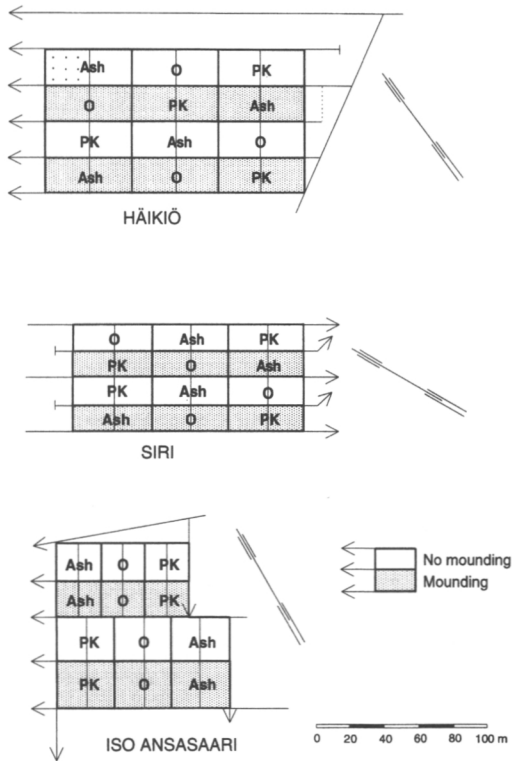 Ash O PK
O PK Ash
PK Ash O
Ash O PK
HÄIKIÖ
O Ash PK
PK O Ash
PK Ash O
Ash O PK
SIRI
Ash O PK
Ash O PK
PK O Ash
PK O Ash
ISO ANSASAARI
No mounding
Mounding
0 20 40 60 80 100 m